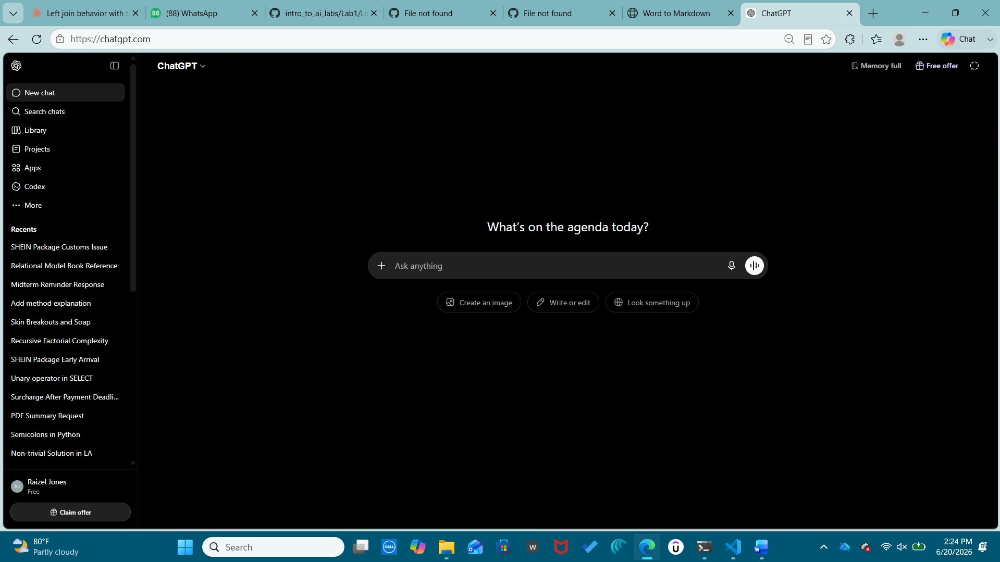 Left join behavior with t
(88) WhatsApp
intro_to_ai_labs/Lab1/La
File not found
File not found
Word to Markdown
ChatGPT
https://chatgpt.com
Chat
ChatGPT
Memory full
Free offer
New chat
Search chats
Library
Projects
Apps
Codex
More
Recents
SHEIN Package Customs Issue
Relational Model Book Reference
Midterm Reminder Response
Add method explanation
Skin Breakouts and Soap
Recursive Factorial Complexity
SHEIN Package Early Arrival
Unary operator in SELECT
Surcharge After Payment Deadli...
PDF Summary Request
Semicolons in Python
Non-trivial Solution in LA
RJ
Raizel Jones
Free
Claim offer
What's on the agenda today?
Ask anything
Create an image
Write or edit
Look something up
80°F
Partly cloudy
Search
DELL
W
2:24 PM
6/20/2026